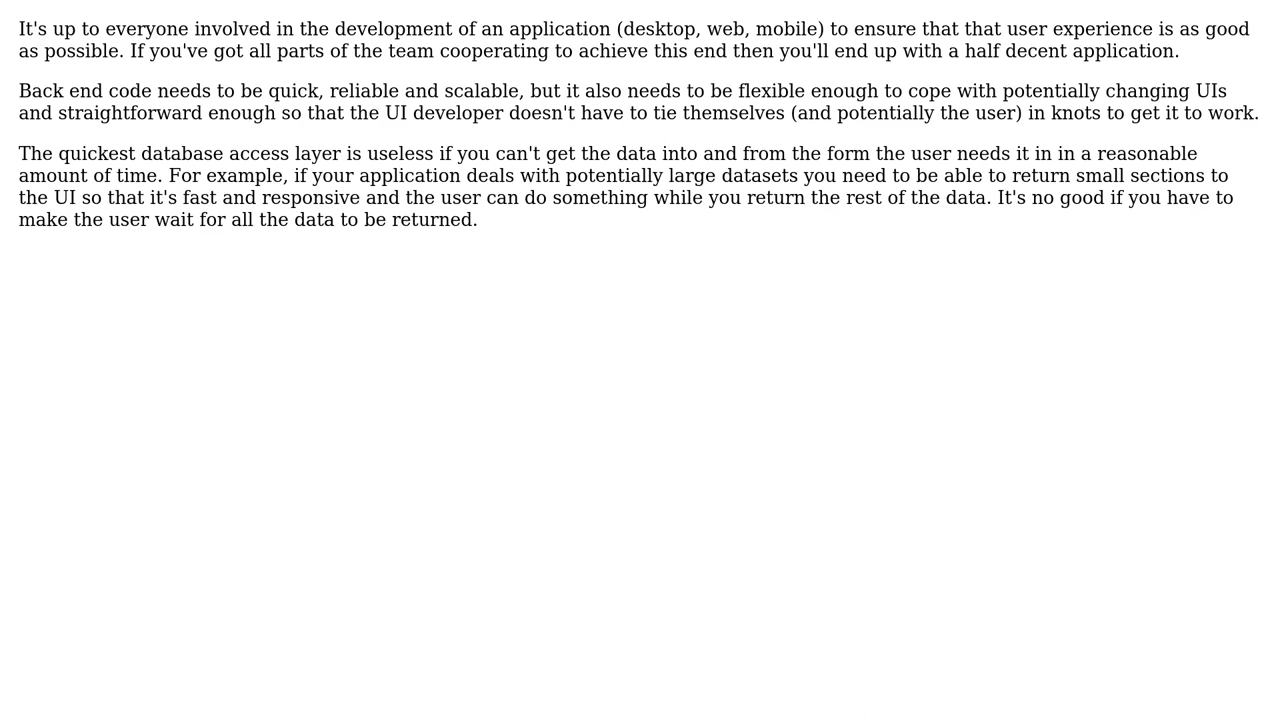 It's up to everyone involved in the development of an application (desktop, web, mobile) to ensure that that user experience is as good
as possible. If you've got all parts of the team cooperating to achieve this end then you'll end up with a half decent application.
Back end code needs to be quick, reliable and scalable, but it also needs to be flexible enough to cope with potentially changing UIs
and straightforward enough so that the UI developer doesn't have to tie themselves (and potentially the user) in knots to get it to work.
The quickest database access layer is useless if you can't get the data into and from the form the user needs it in in a reasonable
amount of time. For example, if your application deals with potentially large datasets you need to be able to return small sections to
the UI so that it's fast and responsive and the user can do something while you return the rest of the data. It's no good if you have to
make the user wait for all the data to be returned.